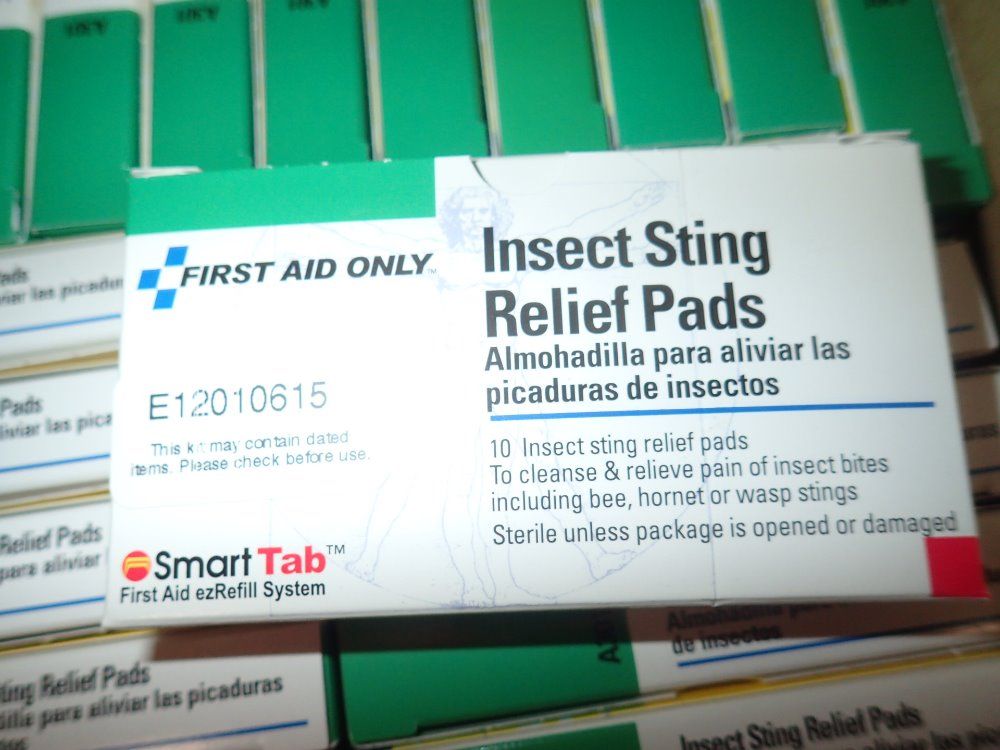 FIRST AID ONLY™
Insect Sting
Relief Pads
Almohadilla para aliviar las
picaduras de insectos
E12010615
This kit may contain dated
items. Please check before use.
10 Insect sting relief pads
To cleanse & relieve pain of insect bites
including bee, hornet or wasp stings
Sterile unless package is opened or damaged
Smart Tab™
First Aid ezRefill System
Pads
Relief Pads
para aliviar
Relief Pads
para aliviar las picaduras
de insectos
Insect Sting Relief Pads